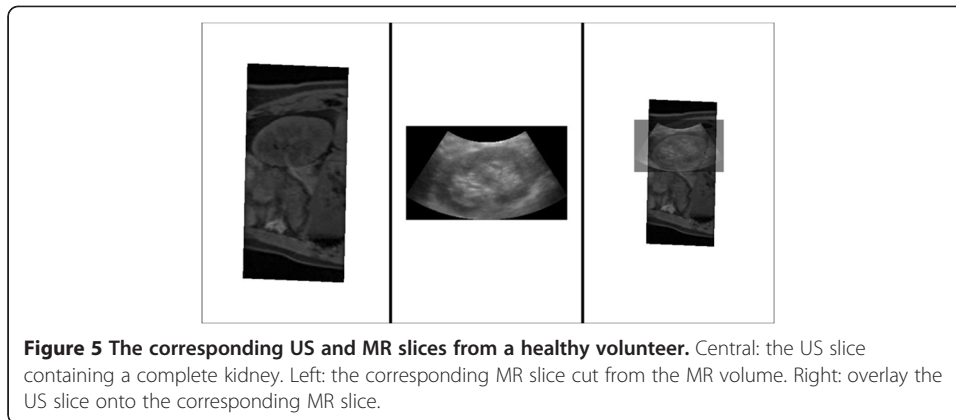 Figure 5 The corresponding US and MR slices from a healthy volunteer. Central: the US slice
containing a complete kidney. Left: the corresponding MR slice cut from the MR volume. Right: overlay the
US slice onto the corresponding MR slice.